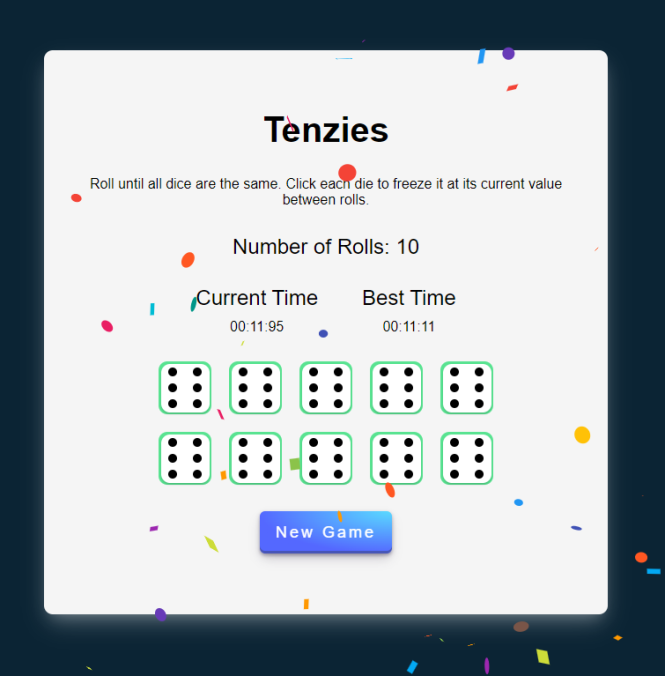 Tenzies
Roll until all dice are the same. Click each die to freeze it at its current value
between rolls.
Number of Rolls: 10
Current Time Best Time
00:11:95 00:11:11
New Game